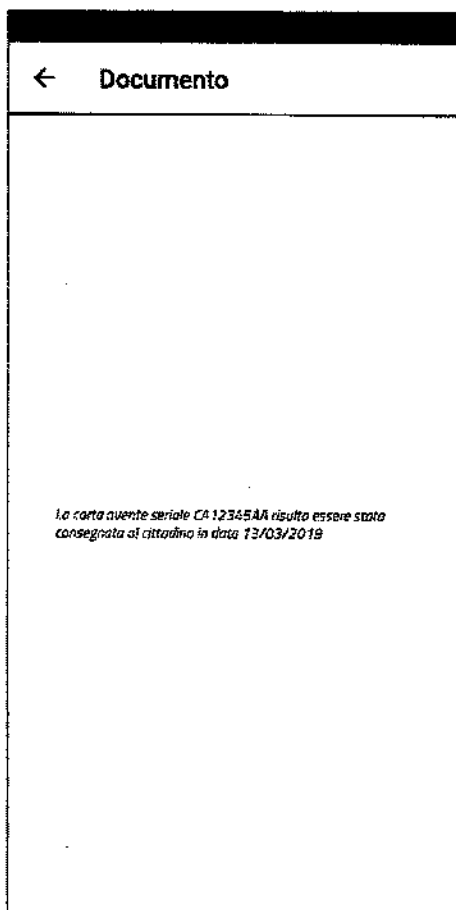 ← Documento
La carta avente seriale CA12345AA risulta essere stata
consegnata al cittadino in data 13/03/2019